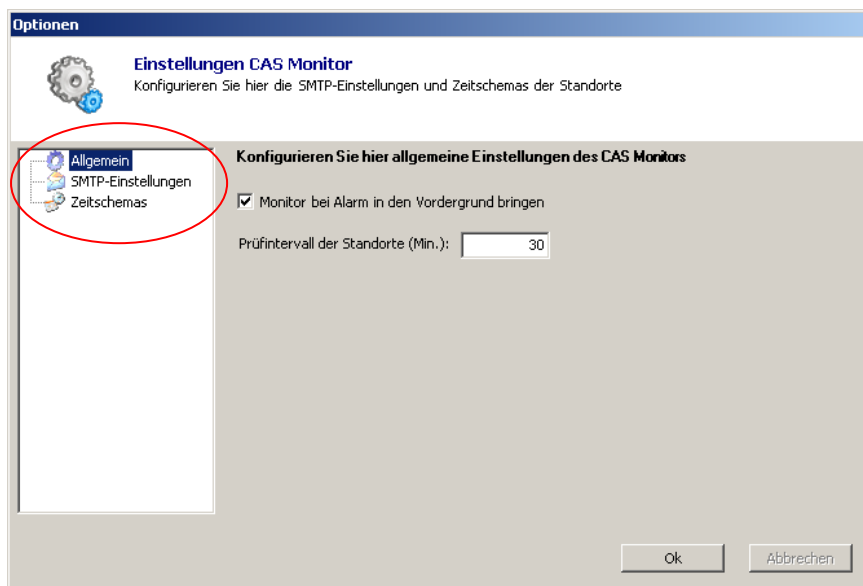 Optionen
Einstellungen CAS Monitor
Konfigurieren Sie hier die SMTP-Einstellungen und Zeitschemas der Standorte
Allgemein
SMTP-Einstellungen
Zeitschemas
Konfigurieren Sie hier allgemeine Einstellungen des CAS Monitors
Monitor bei Alarm in den Vordergrund bringen
Prüfintervall der Standorte (Min.): 30
Ok
Abbrechen